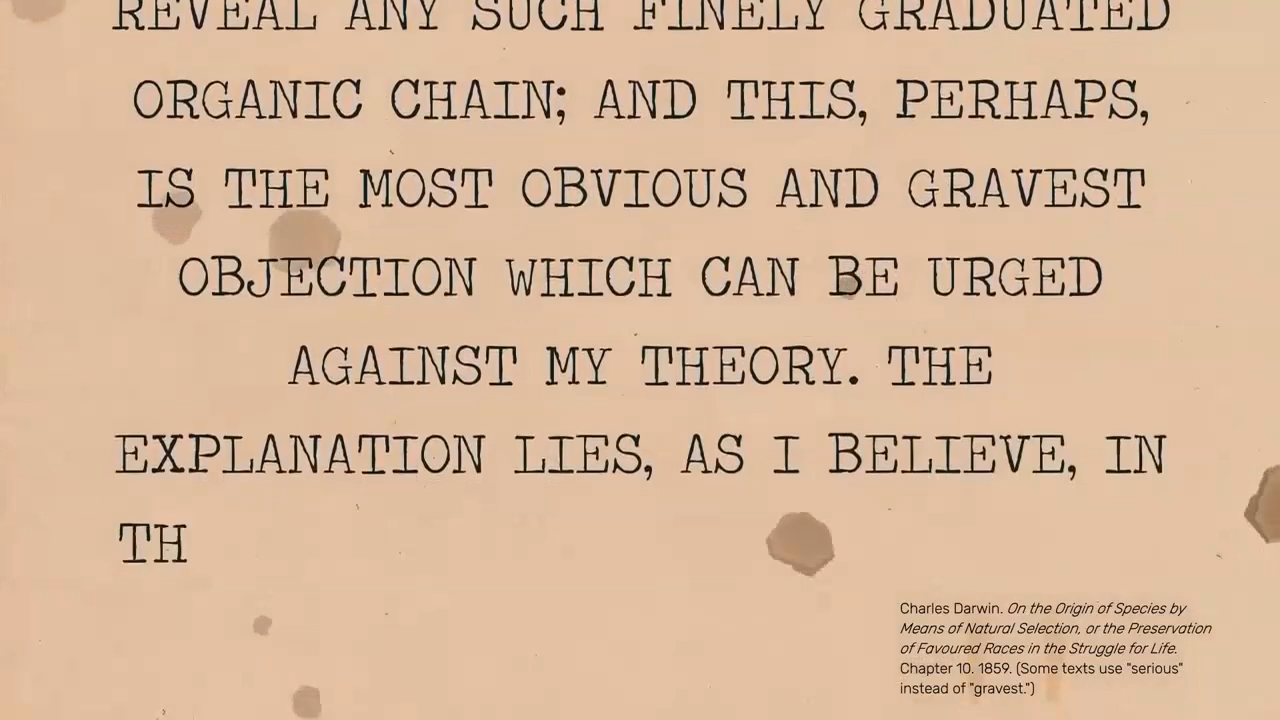 REVEAL ANY SUCH FINELY GRADUATED
ORGANIC CHAIN; AND THIS, PERHAPS,
IS THE MOST OBVIOUS AND GRAVEST
OBJECTION WHICH CAN BE URGED
AGAINST MY THEORY. THE
EXPLANATION LIES, AS I BELIEVE, IN
TH
Charles Darwin. On the Origin of Species by
Means of Natural Selection, or the Preservation
of Favoured Races in the Struggle for Life.
Chapter 10. 1859. (Some texts use "serious"
instead of "gravest.")